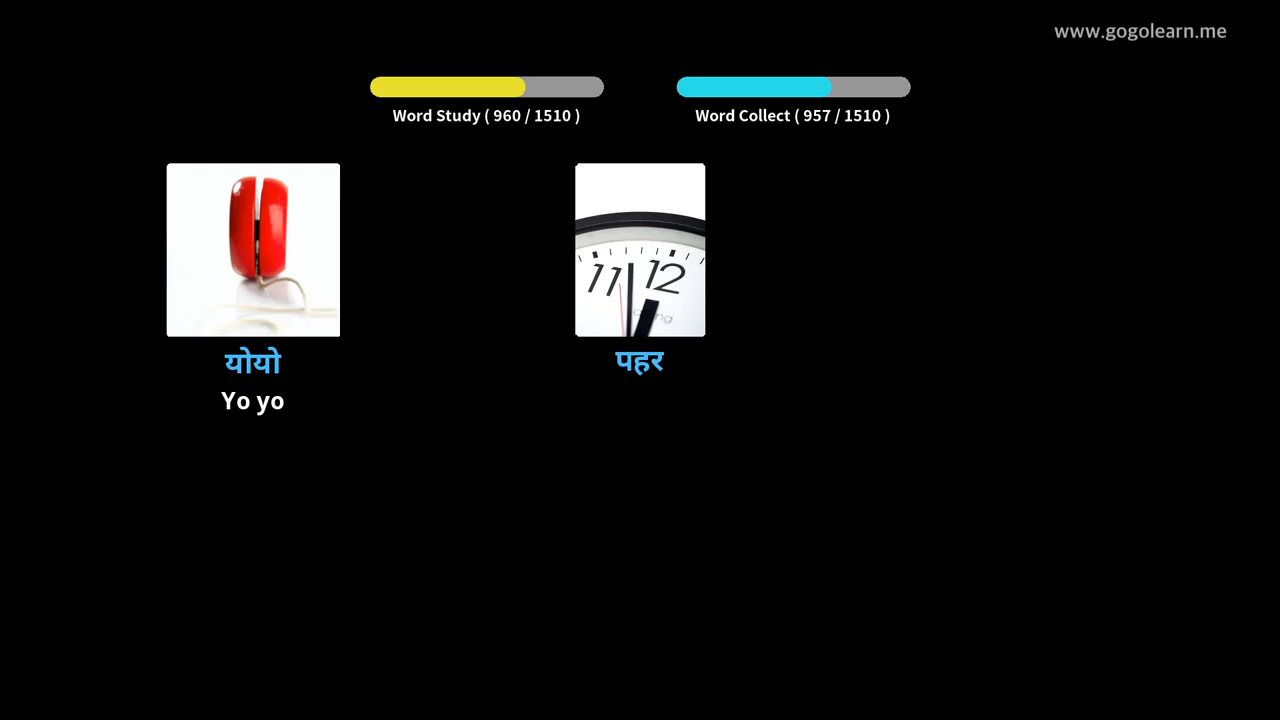 www.gogolearn.me
Word Study ( 960 / 1510 )
Word Collect ( 957 / 1510 )
11 12
योयो
पहर
Yo yo